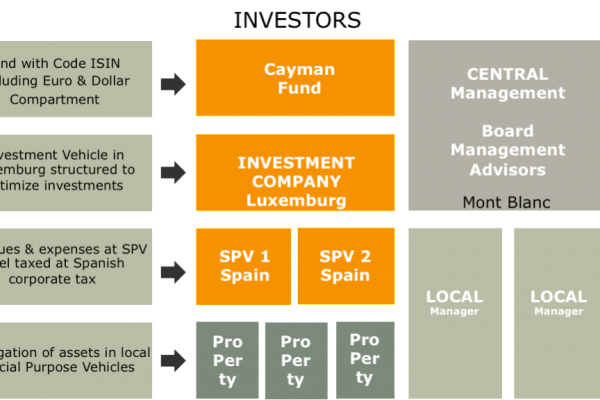 INVESTORS
nd with Code ISIN
luding Euro & Dollar
Compartment
Cayman
Fund
CENTRAL
Management
Board
Management
Advisors
Mont Blanc
vestment Vehicle in
emburg structured to
timize investments
INVESTMENT
COMPANY
Luxemburg
ues & expenses at SPV
el taxed at Spanish
corporate tax
SPV 1
Spain
SPV 2
Spain
LOCAL
Manager
LOCAL
Manager
gation of assets in local
cial Purpose Vehicles
Pro
Per
ty
Pro
Per
ty
Pro
Per
ty